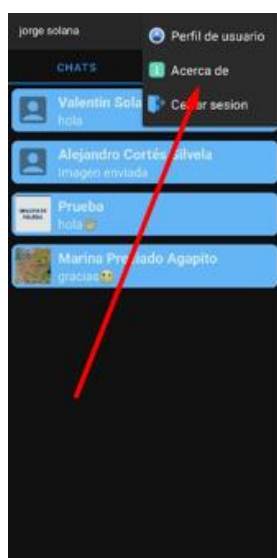 jorge solana
Perfil de usuario
CHATS
Acerca de
Cerrar sesion
Valentin Sola
hola
Alejandro Cortés Silvela
Imagen enviada
Prueba
hola👋
Marina Preciado Agapito
gracias😬